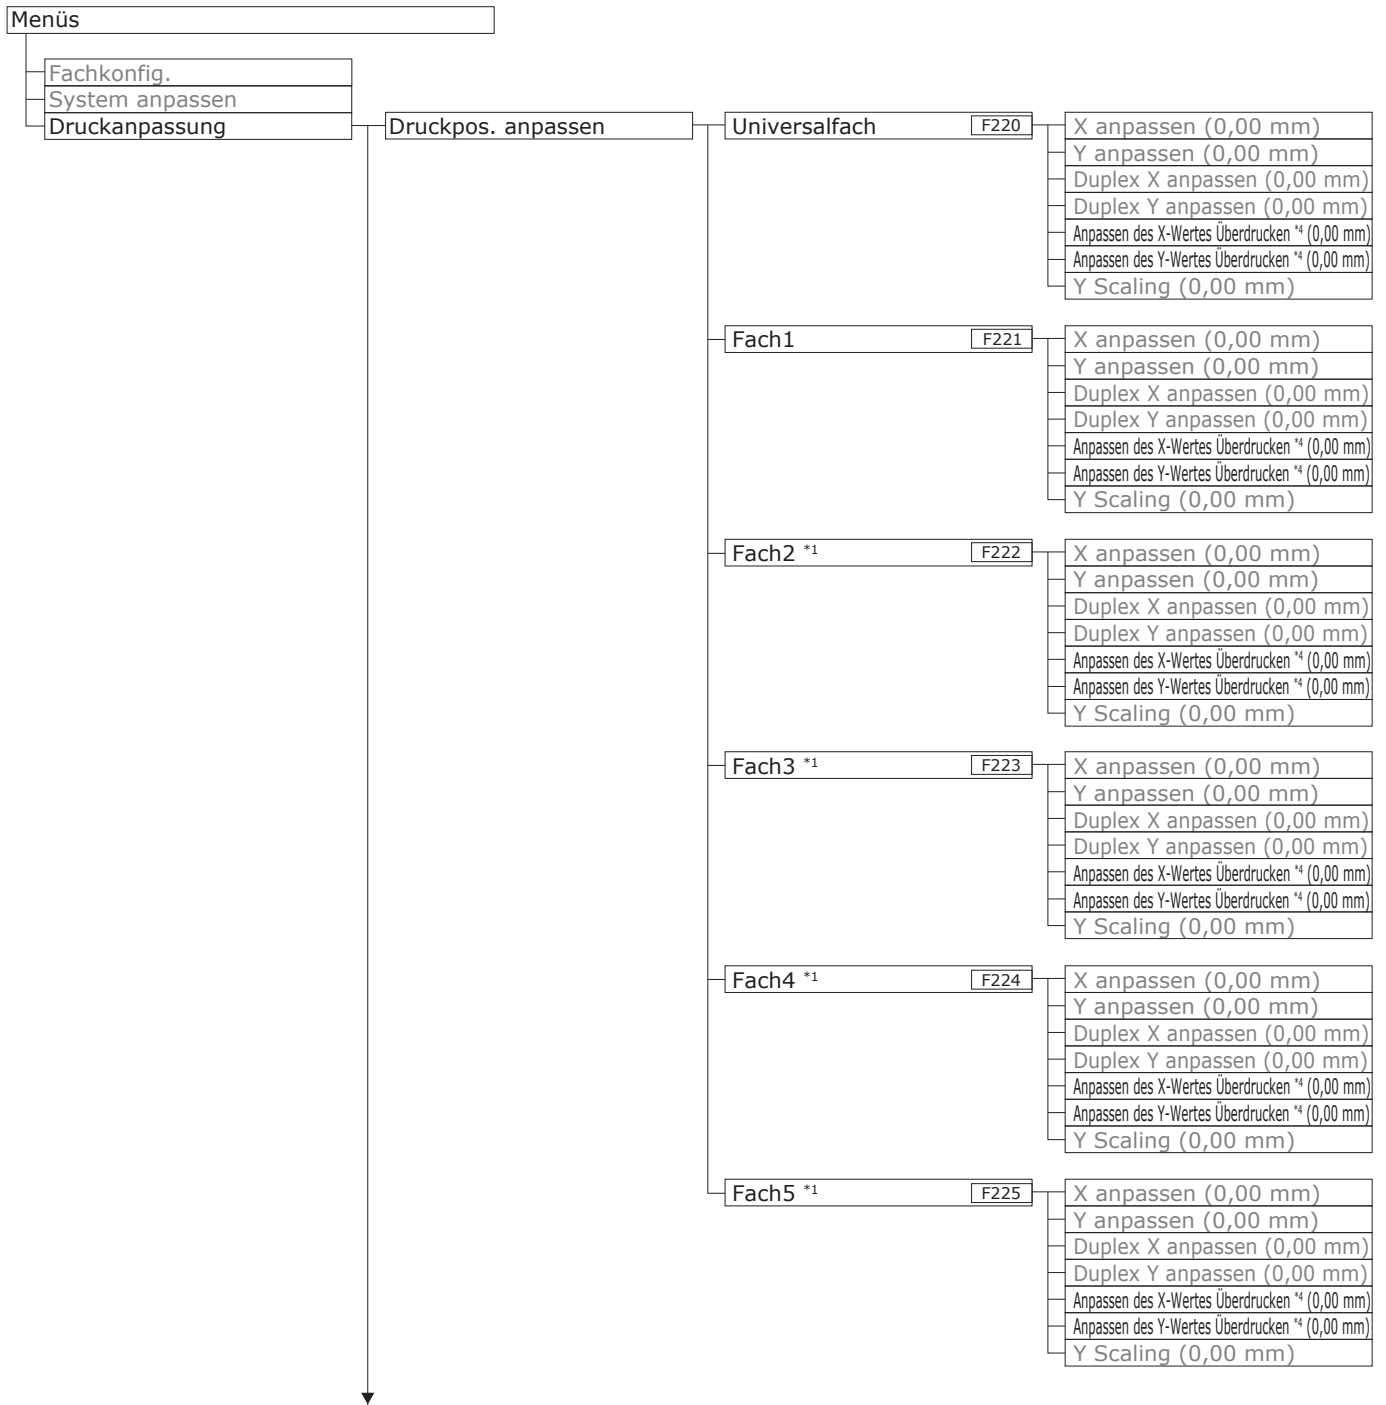 Menüs
Fachkonfig.
System anpassen
Druckanpassung
Druckpos. anpassen
Universalfach F220
X anpassen (0,00 mm)
Y anpassen (0,00 mm)
Duplex X anpassen (0,00 mm)
Duplex Y anpassen (0,00 mm)
Anpassen des X-Wertes Überdrucken *4 (0,00 mm)
Anpassen des Y-Wertes Überdrucken *4 (0,00 mm)
Y Scaling (0,00 mm)
Fach1 F221
X anpassen (0,00 mm)
Y anpassen (0,00 mm)
Duplex X anpassen (0,00 mm)
Duplex Y anpassen (0,00 mm)
Anpassen des X-Wertes Überdrucken *4 (0,00 mm)
Anpassen des Y-Wertes Überdrucken *4 (0,00 mm)
Y Scaling (0,00 mm)
Fach2 *1 F222
X anpassen (0,00 mm)
Y anpassen (0,00 mm)
Duplex X anpassen (0,00 mm)
Duplex Y anpassen (0,00 mm)
Anpassen des X-Wertes Überdrucken *4 (0,00 mm)
Anpassen des Y-Wertes Überdrucken *4 (0,00 mm)
Y Scaling (0,00 mm)
Fach3 *1 F223
X anpassen (0,00 mm)
Y anpassen (0,00 mm)
Duplex X anpassen (0,00 mm)
Duplex Y anpassen (0,00 mm)
Anpassen des X-Wertes Überdrucken *4 (0,00 mm)
Anpassen des Y-Wertes Überdrucken *4 (0,00 mm)
Y Scaling (0,00 mm)
Fach4 *1 F224
X anpassen (0,00 mm)
Y anpassen (0,00 mm)
Duplex X anpassen (0,00 mm)
Duplex Y anpassen (0,00 mm)
Anpassen des X-Wertes Überdrucken *4 (0,00 mm)
Anpassen des Y-Wertes Überdrucken *4 (0,00 mm)
Y Scaling (0,00 mm)
Fach5 *1 F225
X anpassen (0,00 mm)
Y anpassen (0,00 mm)
Duplex X anpassen (0,00 mm)
Duplex Y anpassen (0,00 mm)
Anpassen des X-Wertes Überdrucken *4 (0,00 mm)
Anpassen des Y-Wertes Überdrucken *4 (0,00 mm)
Y Scaling (0,00 mm)